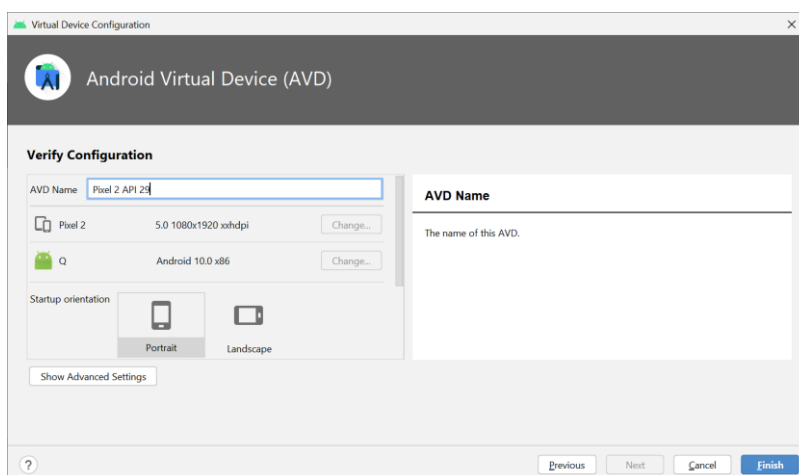 Virtual Device Configuration
Android Virtual Device (AVD)
Verify Configuration
AVD Name Pixel 2 API 29
Pixel 2 5.0 1080x1920 xxhdpi Change...
Q Android 10.0 x86 Change...
Startup orientation
Portrait Landscape
Show Advanced Settings
AVD Name
The name of this AVD.
? Previous Next Cancel Finish